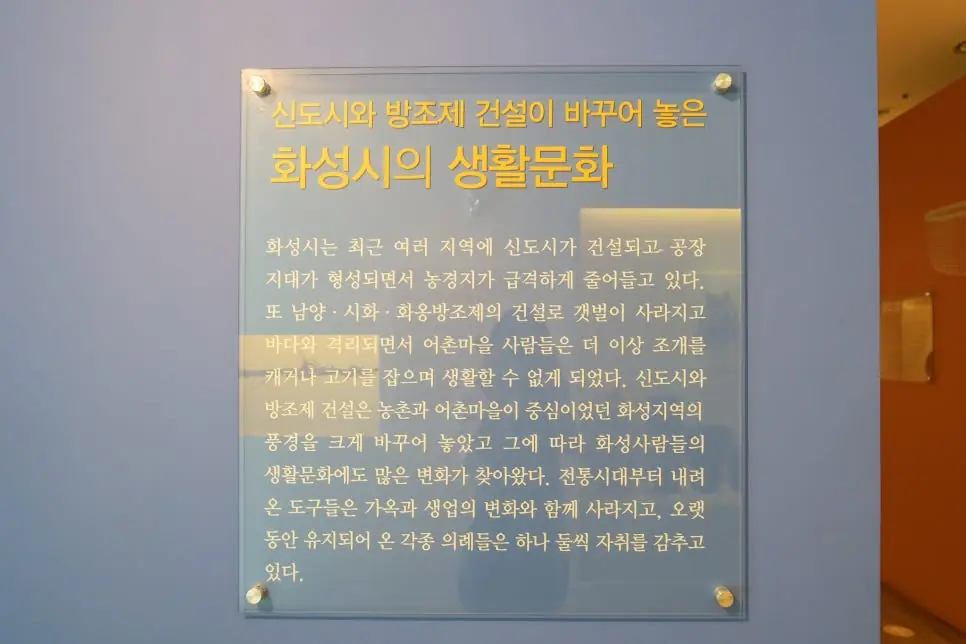 신도시와 방조제 건설이 바꾸어 놓은
화성시의 생활문화
화성시는 최근 여러 지역에 신도시가 건설되고 공장
지대가 형성되면서 농경지가 급격하게 줄어들고 있다.
또 남양 · 시화 · 화옹방조제의 건설로 갯벌이 사라지고
바다와 격리되면서 어촌마을 사람들은 더 이상 조개를
캐거나 고기를 잡으며 생활할 수 없게 되었다. 신도시와
방조제 건설은 농촌과 어촌마을이 중심이었던 화성지역의
풍경을 크게 바꾸어 놓았고 그에 따라 화성사람들의
생활문화에도 많은 변화가 찾아왔다. 전통시대부터 내려
온 도구들은 가옥과 생업의 변화와 함께 사라지고, 오랫
동안 유지되어 온 각종 의례들은 하나 둘씩 자취를 감추고
있다.